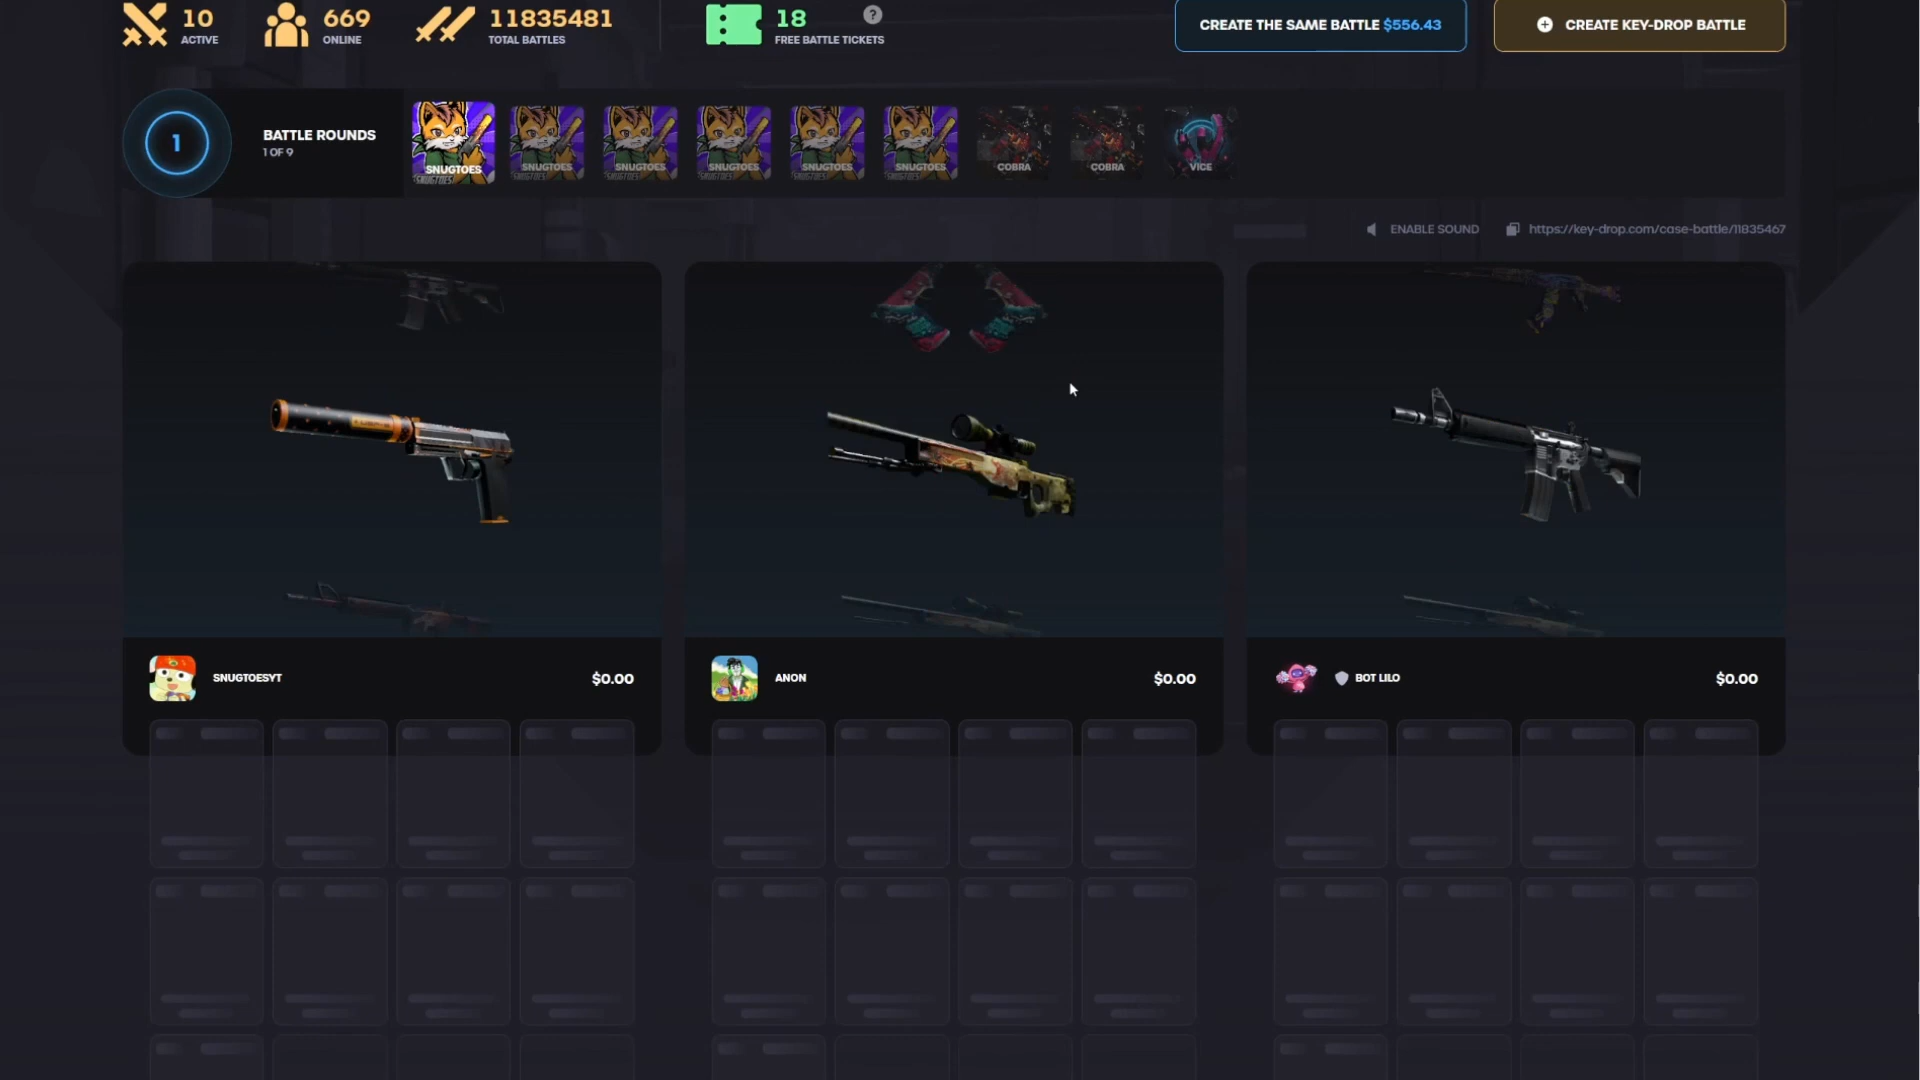 10
ACTIVE
669
ONLINE
11835481
TOTAL BATTLES
18
FREE BATTLE TICKETS
?
CREATE THE SAME BATTLE $556.43
CREATE KEY-DROP BATTLE
1
BATTLE ROUNDS
1 OF 9
SNUGTOES
SNUGTOES
SNUGTOES
SNUGTOES
SNUGTOES
SNUGTOES
COBRA
COBRA
VICE
ENABLE SOUND
https://key-drop.com/case-battle/11835467
SNUGTOESYT
$0.00
ANON
$0.00
BOT LILO
$0.00